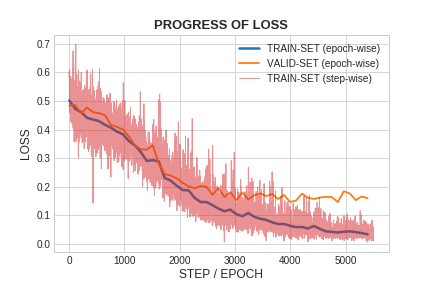 PROGRESS OF LOSS
TRAIN-SET (epoch-wise)
VALID-SET (epoch-wise)
TRAIN-SET (step-wise)
LOSS
0.7
0.6
0.5
0.4
0.3
0.2
0.1
0.0
0 1000 2000 3000 4000 5000
STEP / EPOCH